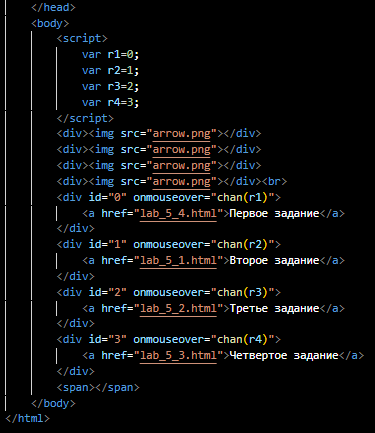 </head>
<body>
<script>
var r1=0;
var r2=1;
var r3=2;
var r4=3;
</script>
<div><img src="arrow.png"></div>
<div><img src="arrow.png"></div>
<div><img src="arrow.png"></div>
<div><img src="arrow.png"></div><br>
<div id="0" onmouseover="chan(r1)">
<a href="lab_5_4.html">Первое задание</a>
</div>
<div id="1" onmouseover="chan(r2)">
<a href="lab_5_1.html">Второе задание</a>
</div>
<div id="2" onmouseover="chan(r3)">
<a href="lab_5_2.html">Третье задание</a>
</div>
<div id="3" onmouseover="chan(r4)">
<a href="lab_5_3.html">Четвертое задание</a>
</div>
<span></span>
</body>
</html>